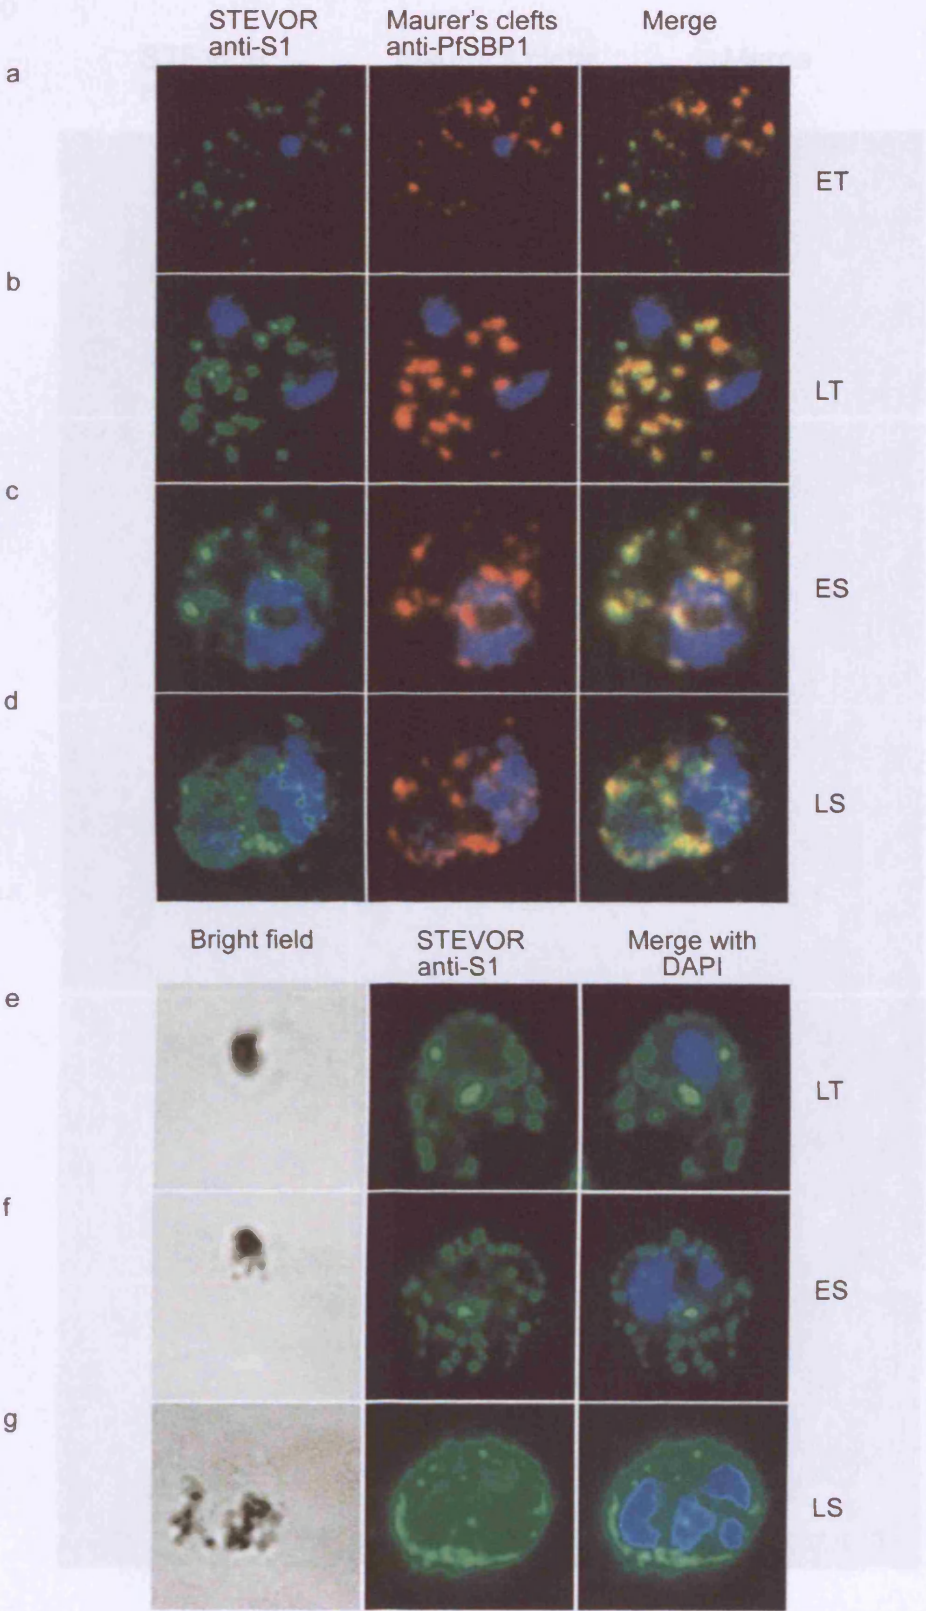 STEVOR Maurer's clefts Merge
anti-S1 anti-PfSBP1
a
ET
b
LT
c
ES
d
LS
Bright field STEVOR Merge with
anti-S1 DAPI
e
LT
f
ES
g
LS